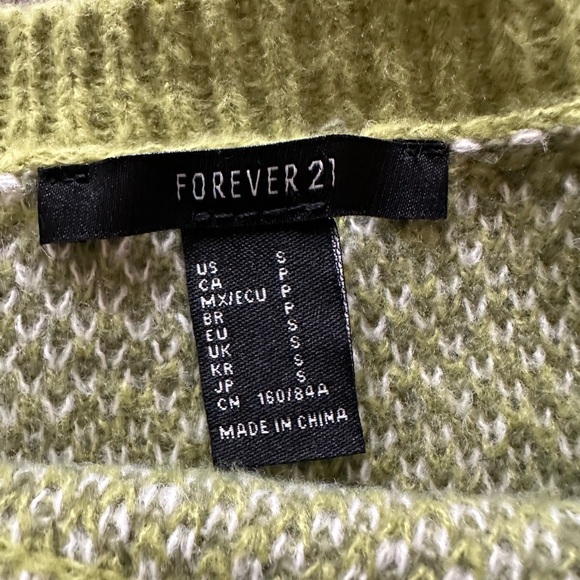 FOREVER 21
US S
CA P
MX/ECU P
BR P
EU S
UK S
KR S
JP S
CN 160/84A
MADE IN CHINA